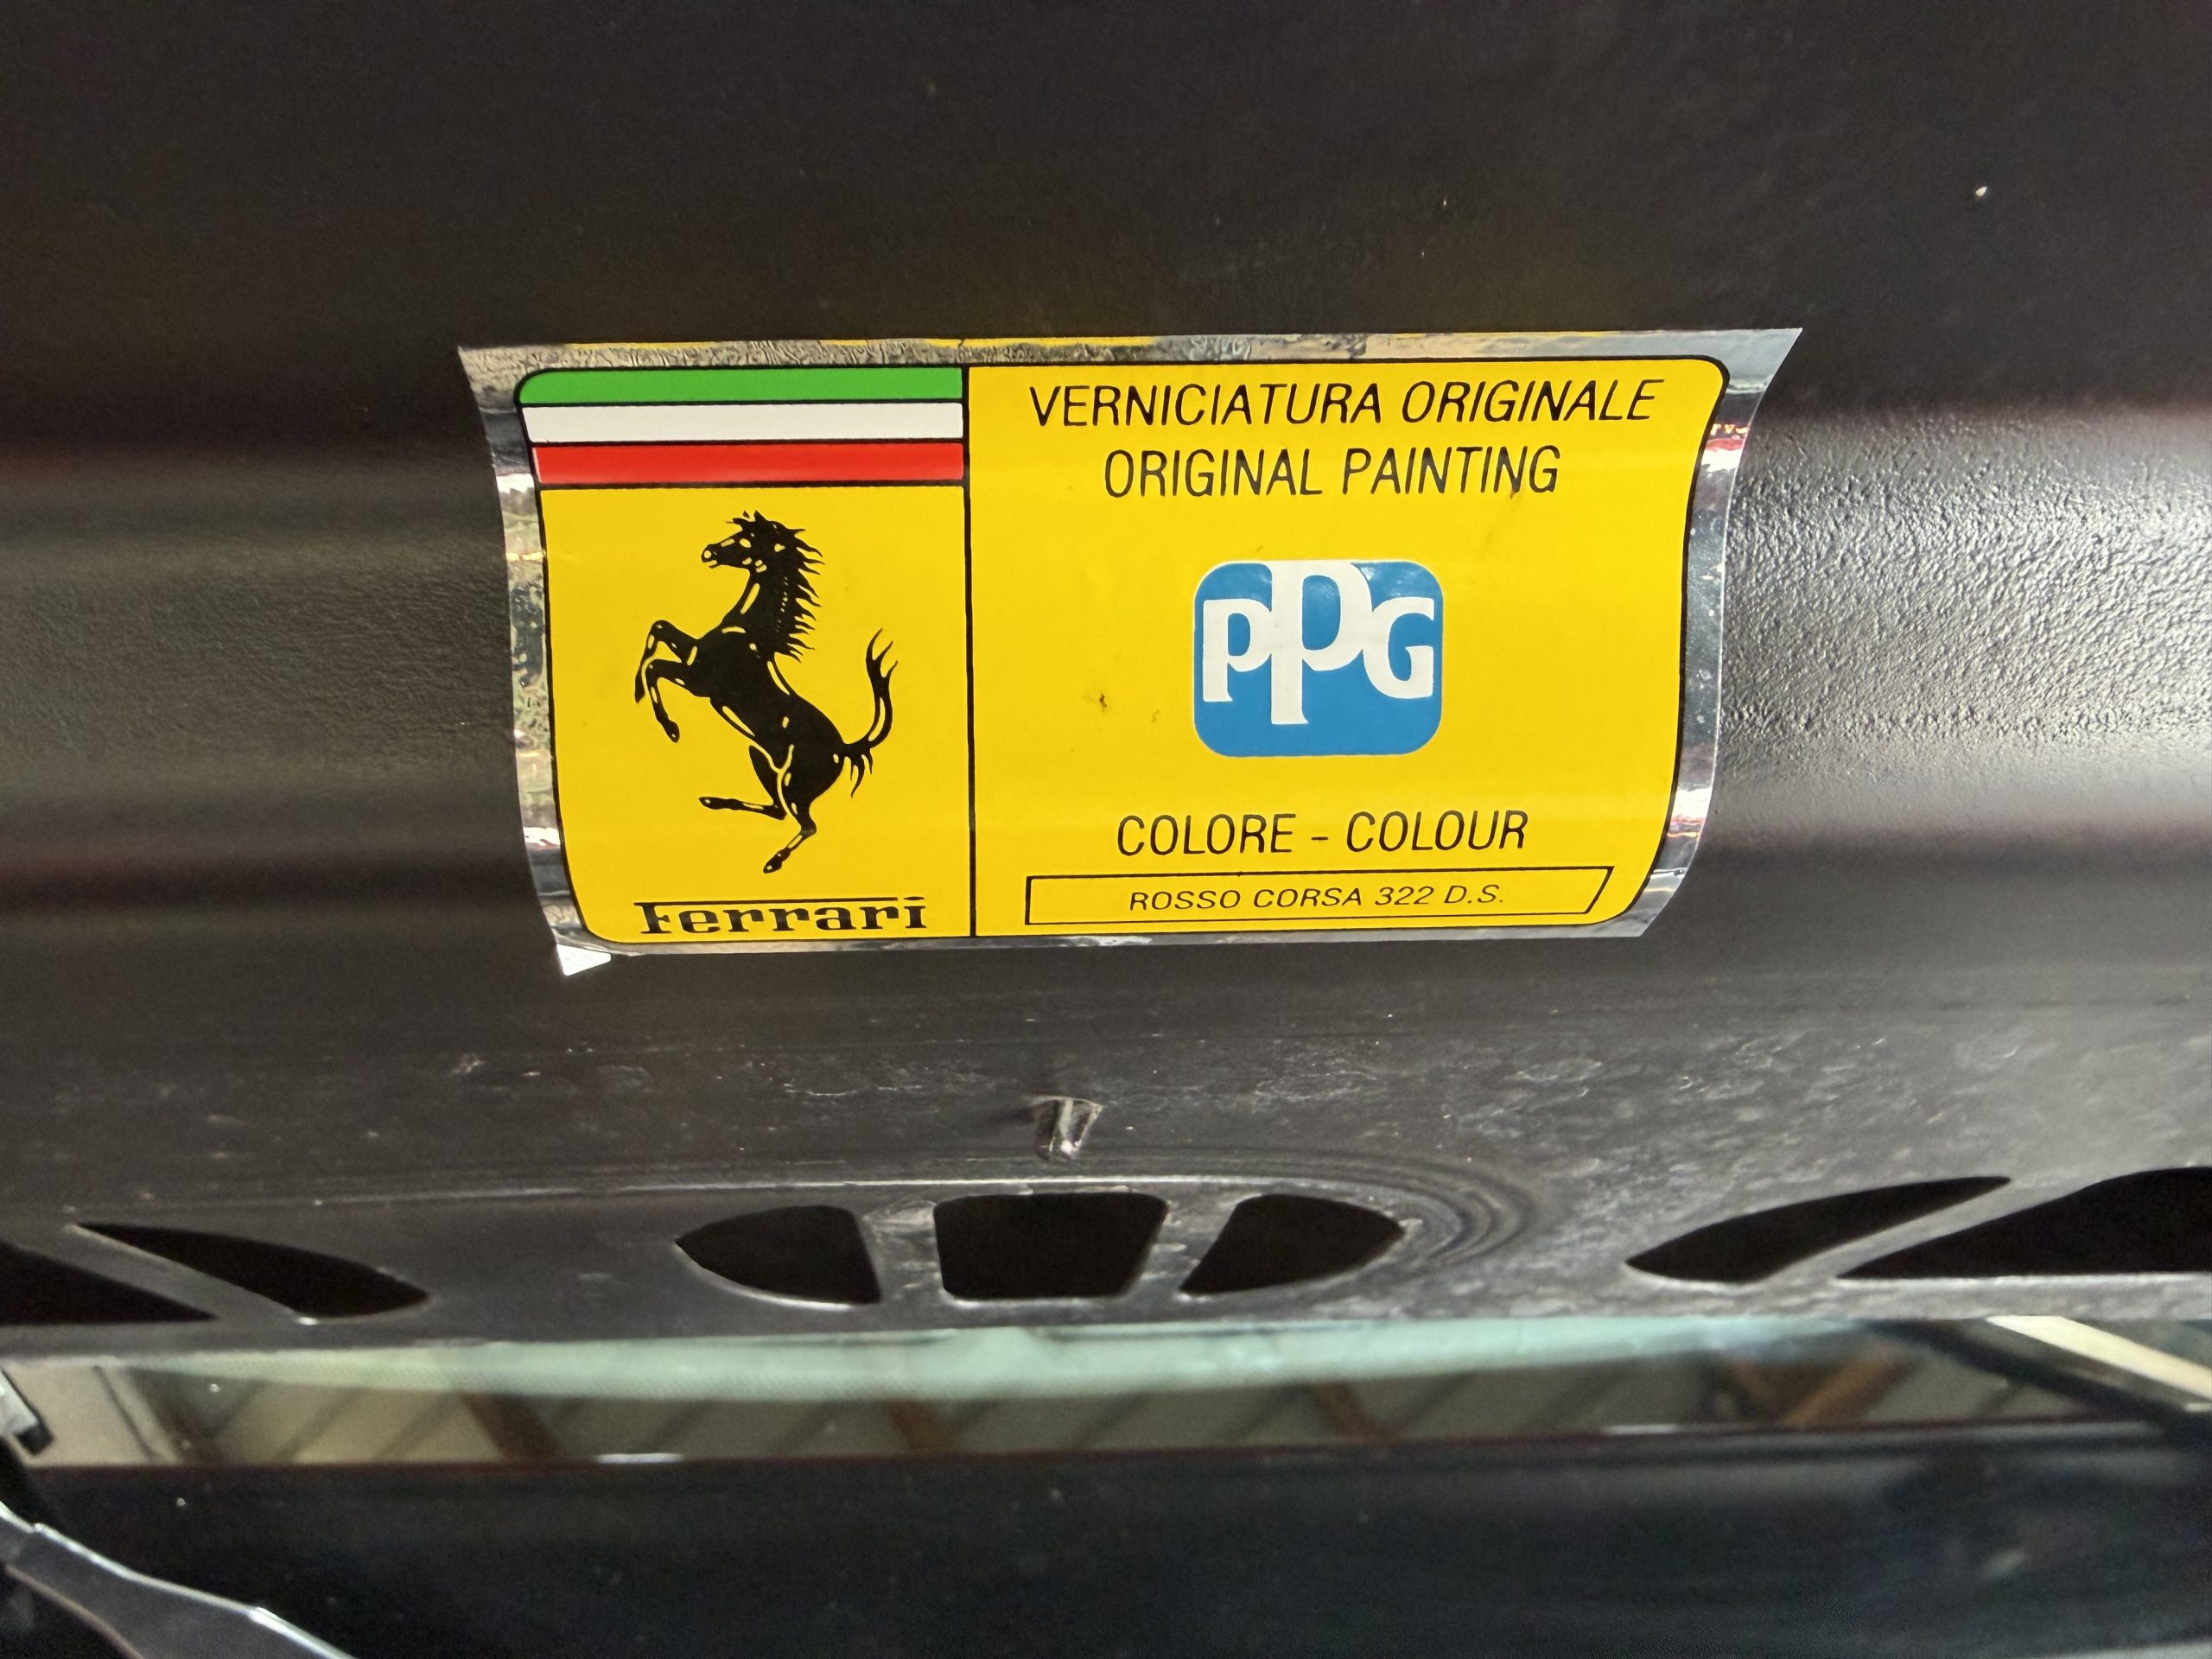 VERNICIATURA ORIGINALE
ORIGINAL PAINTING
PPG
COLORE - COLOUR
ROSSO CORSA 322 D.S.
Ferrari